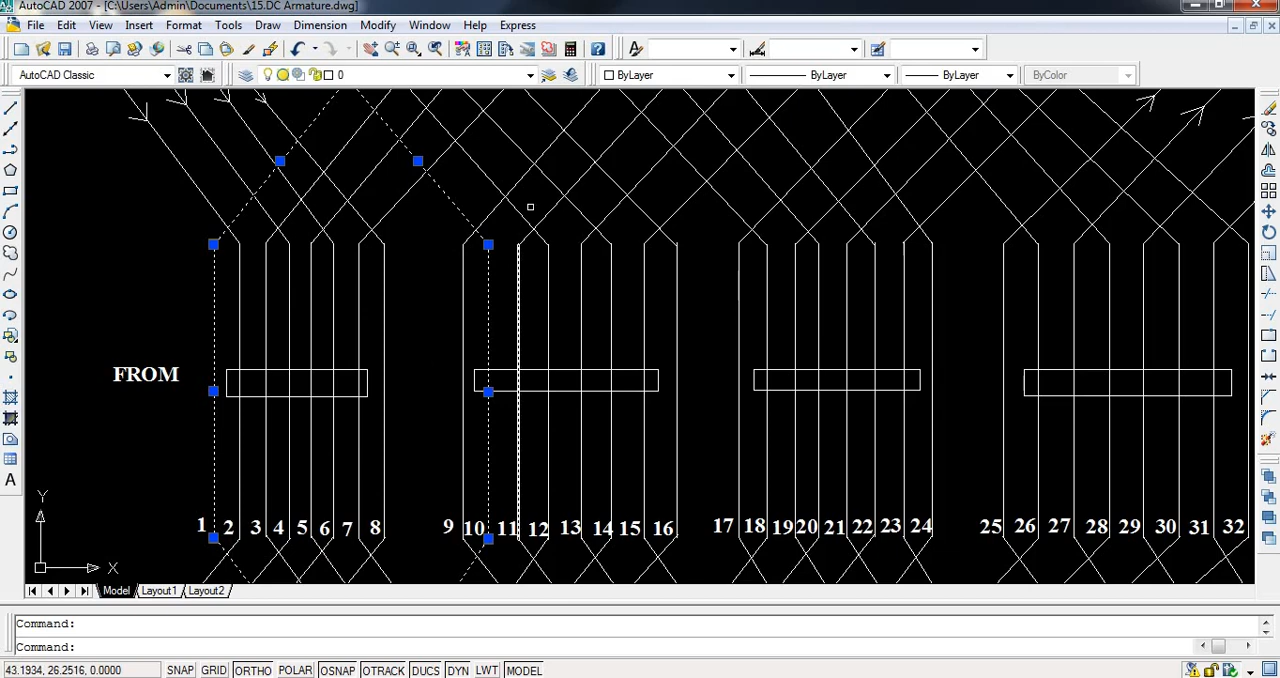 AutoCAD 2007 - [C:\Users\Admin\Documents\15.DC Armature.dwg]
File Edit View Insert Format Tools Draw Dimension Modify Window Help Express
AutoCAD Classic 0 ByLayer ByLayer ByLayer ByColor
FROM
1 2 3 4 5 6 7 8 9 10 11 12 13 14 15 16 17 18 19 20 21 22 23 24 25 26 27 28 29 30 31 32
Y
X
Model Layout1 Layout2
Command:
Command:
43.1934, 26.2516, 0.0000 SNAP GRID ORTHO POLAR OSNAP OTRACK DUCS DYN LWT MODEL